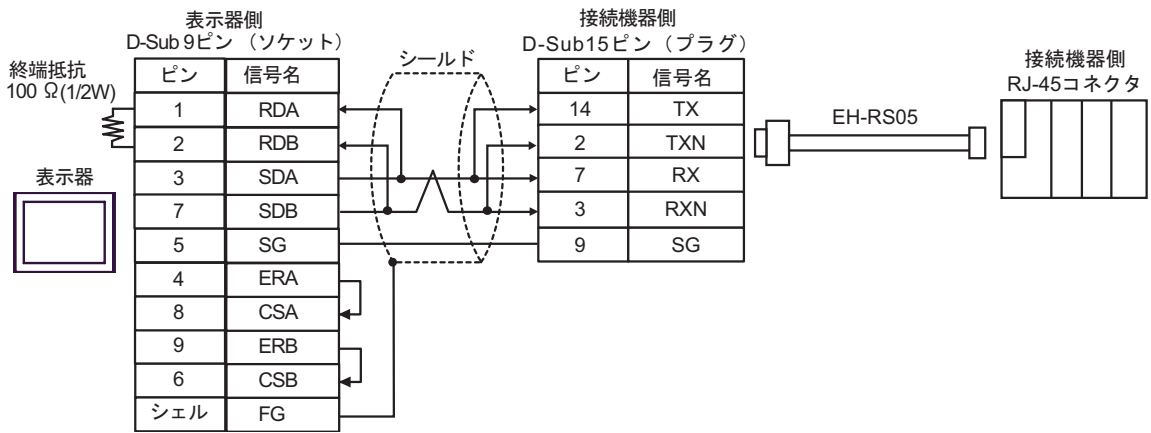 表示器側
D-Sub 9ピン （ソケット）
接続機器側
D-Sub15ピン（プラグ）
シールド
終端抵抗
100 Ω(1/2W)
表示器
ピン 信号名
1 RDA
2 RDB
3 SDA
7 SDB
5 SG
4 ERA
8 CSA
9 ERB
6 CSB
シェル FG
ピン 信号名
14 TX
2 TXN
7 RX
3 RXN
9 SG
EH-RS05
接続機器側
RJ-45コネクタ